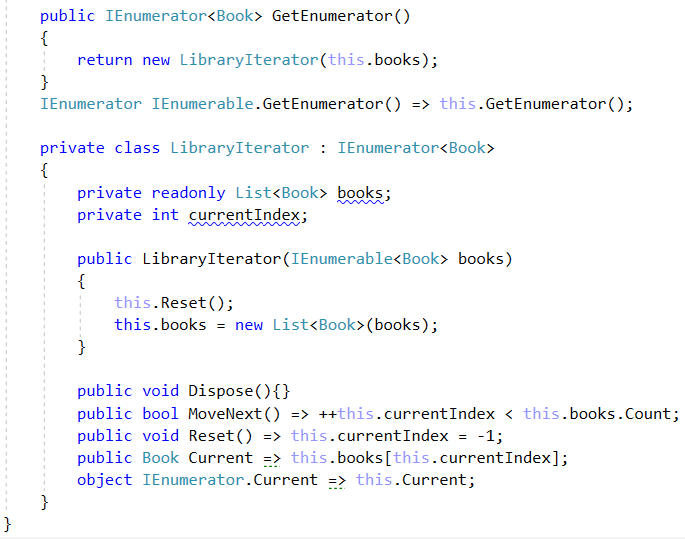 public IEnumerator<Book> GetEnumerator()
{
return new LibraryIterator(this.books);
}
IEnumerator IEnumerable.GetEnumerator() => this.GetEnumerator();
private class LibraryIterator : IEnumerator<Book>
{
private readonly List<Book> books;
private int currentIndex;
public LibraryIterator(IEnumerable<Book> books)
{
this.Reset();
this.books = new List<Book>(books);
}
public void Dispose(){}
public bool MoveNext() => ++this.currentIndex < this.books.Count;
public void Reset() => this.currentIndex = -1;
public Book Current => this.books[this.currentIndex];
object IEnumerator.Current => this.Current;
}
}